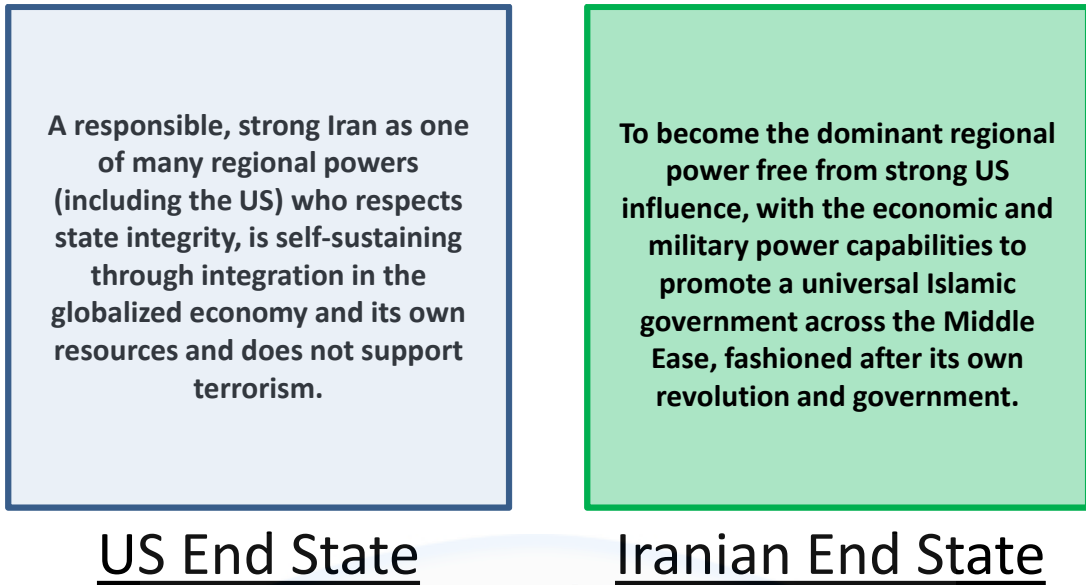 A responsible, strong Iran as one
of many regional powers
(including the US) who respects
state integrity, is self-sustaining
through integration in the
globalized economy and its own
resources and does not support
terrorism.
US End State
To become the dominant regional
power free from strong US
influence, with the economic and
military power capabilities to
promote a universal Islamic
government across the Middle
Ease, fashioned after its own
revolution and government.
Iranian End State